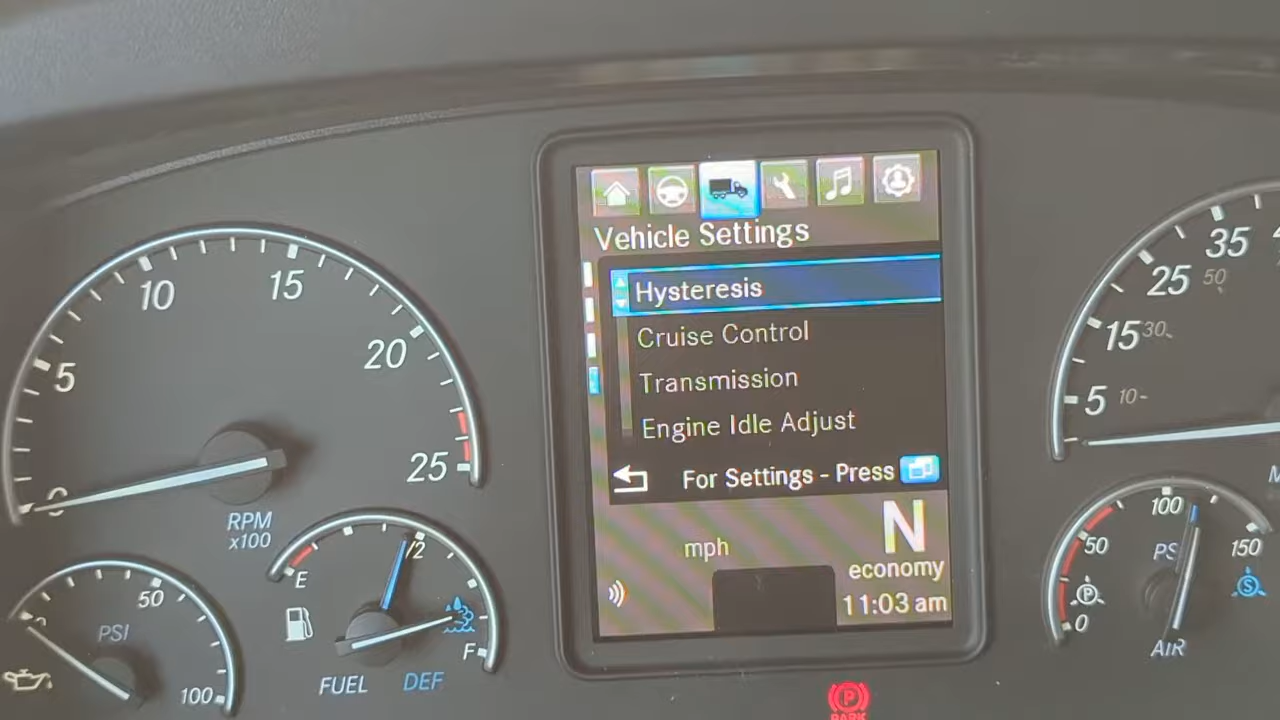 Vehicle Settings
Hysteresis
Cruise Control
Transmission
Engine Idle Adjust
For Settings - Press
mph
N
economy
11:03 am
0
5
10
15
20
25
RPM
x100
50
100
PSI
E
1/2
F
FUEL
DEF
5
15
25
35
10
30
50
0
50
100
150
PSI
AIR
P
S
P
PARK